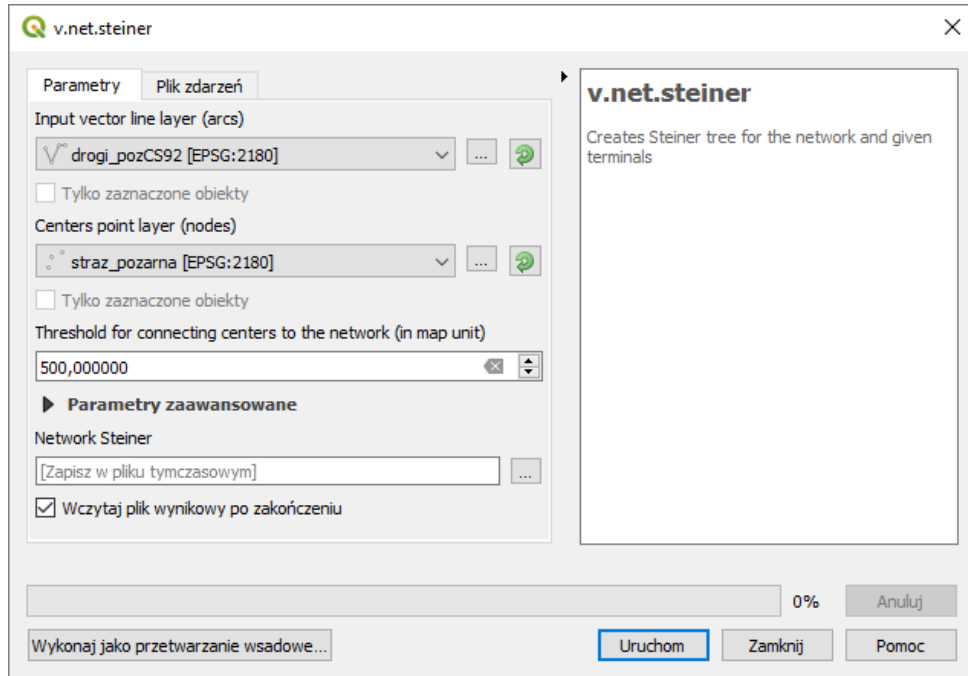 v.net.steiner
Parametry
Plik zdarzeń
Input vector line layer (arcs)
drogi_pozCS92 [EPSG:2180]
...
Tylko zaznaczone obiekty
Centers point layer (nodes)
straz_pozarna [EPSG:2180]
...
Tylko zaznaczone obiekty
Threshold for connecting centers to the network (in map unit)
500,000000
Parametry zaawansowane
Network Steiner
[Zapisz w pliku tymczasowym]
...
Wczytaj plik wynikowy po zakończeniu
v.net.steiner
Creates Steiner tree for the network and given
terminals
0%
Anuluj
Wykonaj jako przetwarzanie wsadowe...
Uruchom
Zamknij
Pomoc